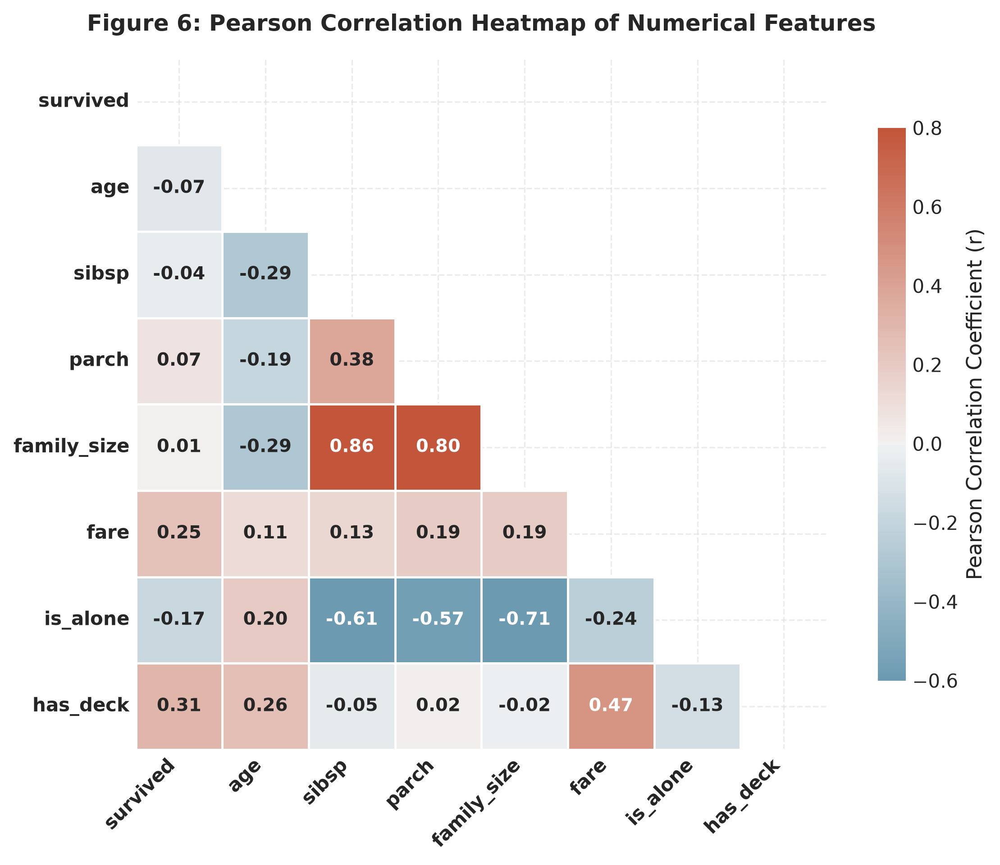 Figure 6: Pearson Correlation Heatmap of Numerical Features
survived
age -0.07
sibsp -0.04 -0.29
parch 0.07 -0.19 0.38
family_size 0.01 -0.29 0.86 0.80
fare 0.25 0.11 0.13 0.19 0.19
is_alone -0.17 0.20 -0.61 -0.57 -0.71 -0.24
has_deck 0.31 0.26 -0.05 0.02 -0.02 0.47 -0.13
survived age sibsp parch family_size fare is_alone has_deck
0.8
0.6
0.4
0.2
0.0
−0.2
−0.4
−0.6
Pearson Correlation Coefficient (r)